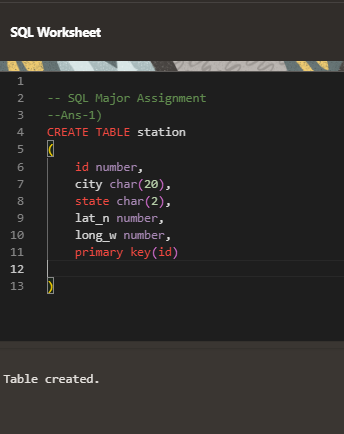 SQL Worksheet
1
2 -- SQL Major Assignment
3 --Ans-1)
4 CREATE TABLE station
5 (
6 id number,
7 city char(20),
8 state char(2),
9 lat_n number,
10 long_w number,
11 primary key(id)
12
13 )
Table created.